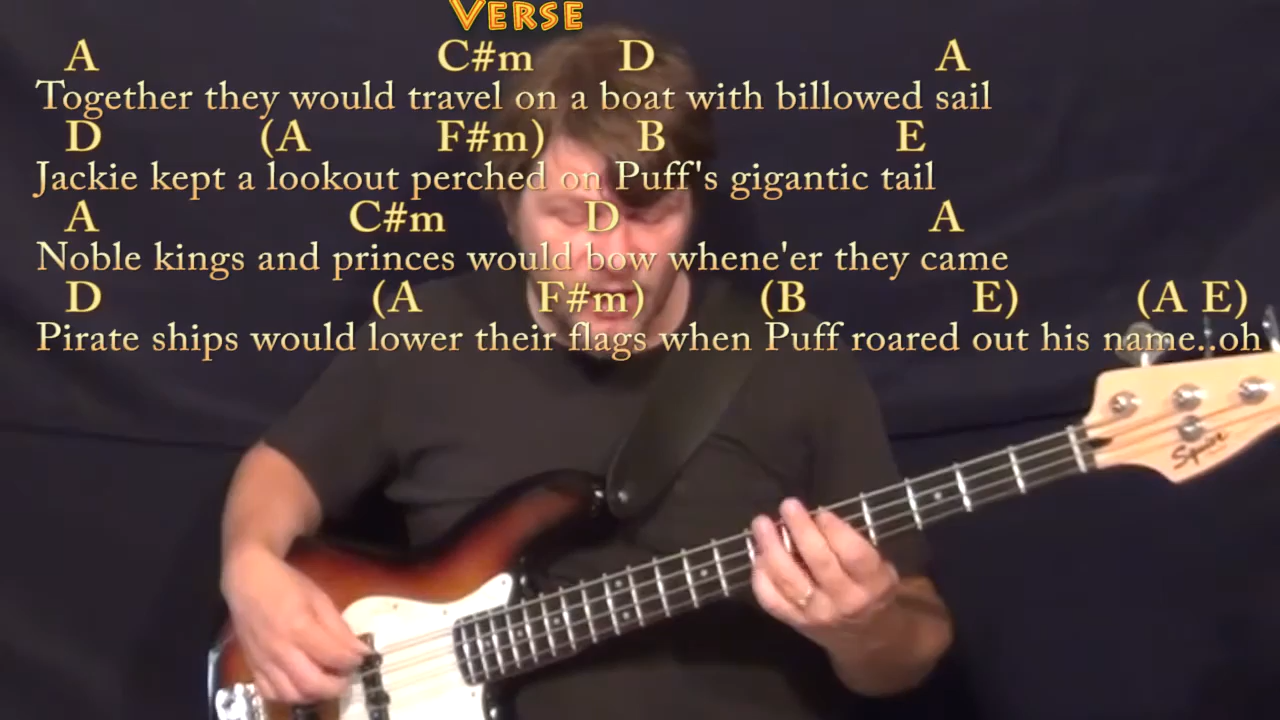 VERSE
A C#m D A
Together they would travel on a boat with billowed sail
D (A F#m) B E
Jackie kept a lookout perched on Puff's gigantic tail
A C#m D A
Noble kings and princes would bow whene'er they came
D (A F#m) (B E) (A E)
Pirate ships would lower their flags when Puff roared out his name..oh
Squier